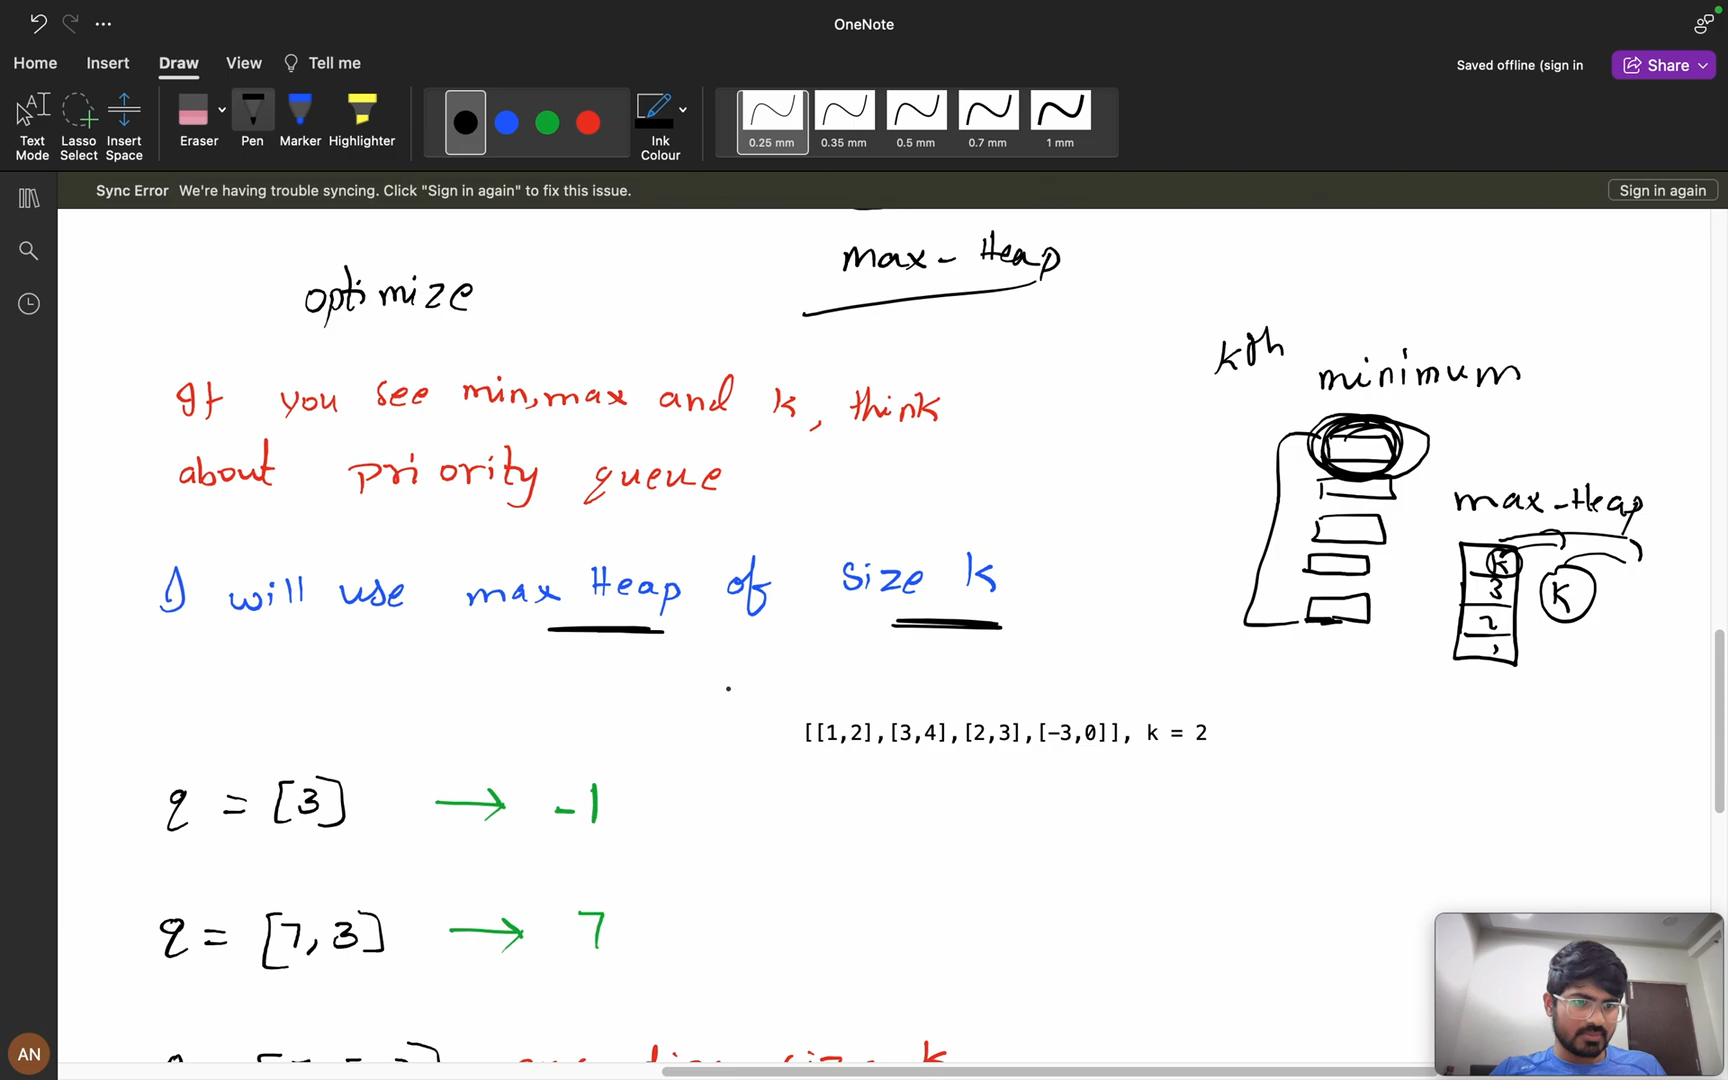 OneNote
Home Insert Draw View Tell me
Saved offline (sign in
Share
Text Mode
Lasso Select
Insert Space
Eraser
Pen
Marker
Highlighter
Ink Colour
0.25 mm
0.35 mm
0.5 mm
0.7 mm
1 mm
Sync Error We're having trouble syncing. Click "Sign in again" to fix this issue.
Sign in again
max - Heap
optimize
kth minimum
If you see min,max and k, think
about priority queue
max - Heap
k
3
2
k
I will use max Heap of size k
[[1,2],[3,4],[2,3],[-3,0]], k = 2
q = [3] → -1
q = [7,3] → 7
size k
AN